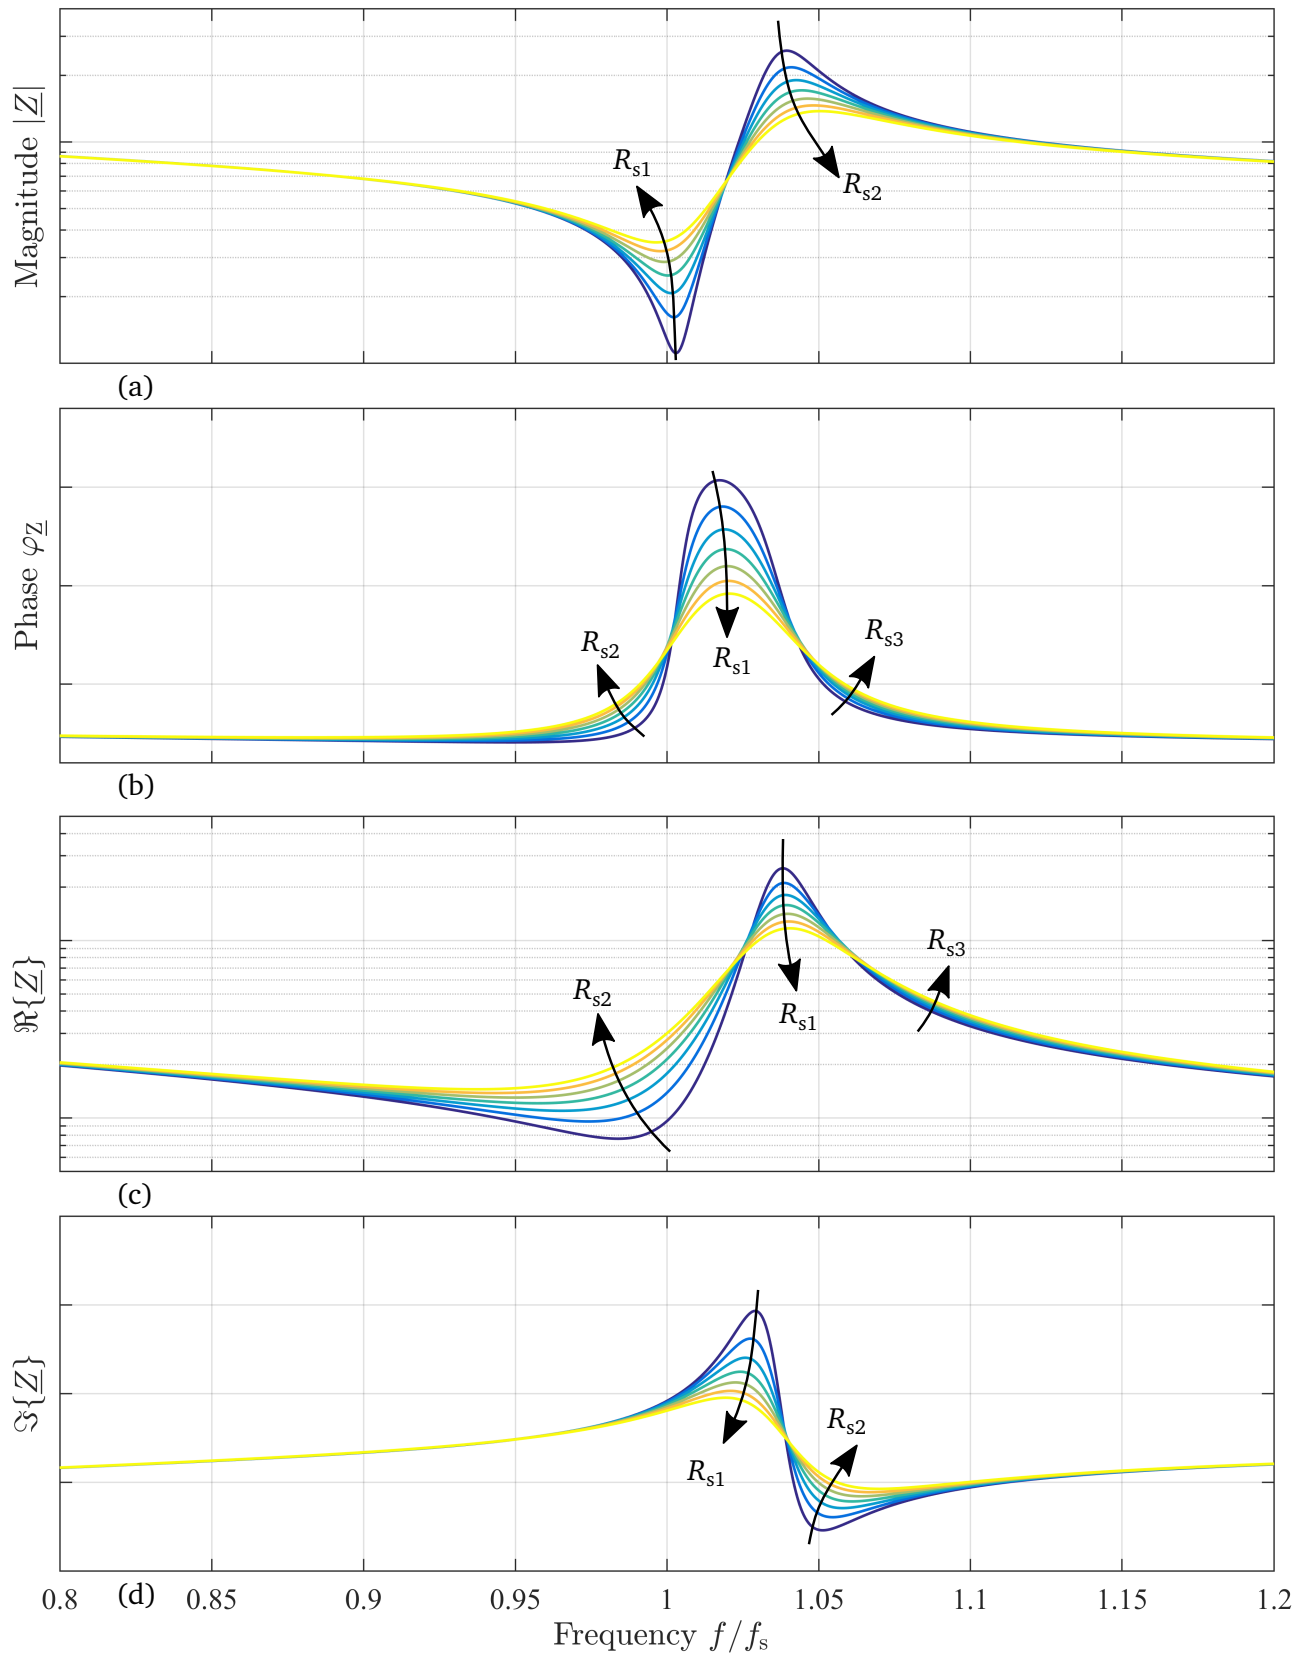 Magnitude |Z|
R_s1
R_s2
(a)
Phase φ_Z
R_s2
R_s1
R_s3
(b)
ℜ{Z}
R_s2
R_s1
R_s3
(c)
ℑ{Z}
R_s1
R_s2
(d)
0.8 0.85 0.9 0.95 1 1.05 1.1 1.15 1.2
Frequency f/f_s